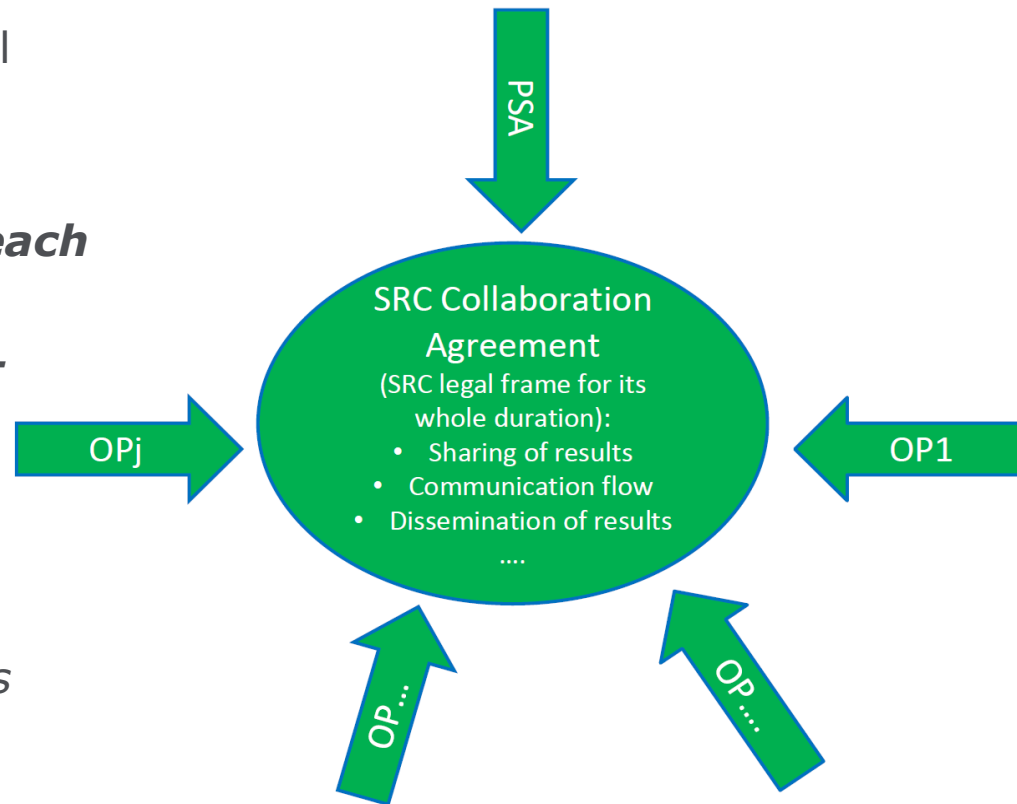 l
each
.
s
PSA
SRC Collaboration
Agreement
(SRC legal frame for its
whole duration):
• Sharing of results
• Communication flow
• Dissemination of results
....
OPj
OP1
OP...
OP....